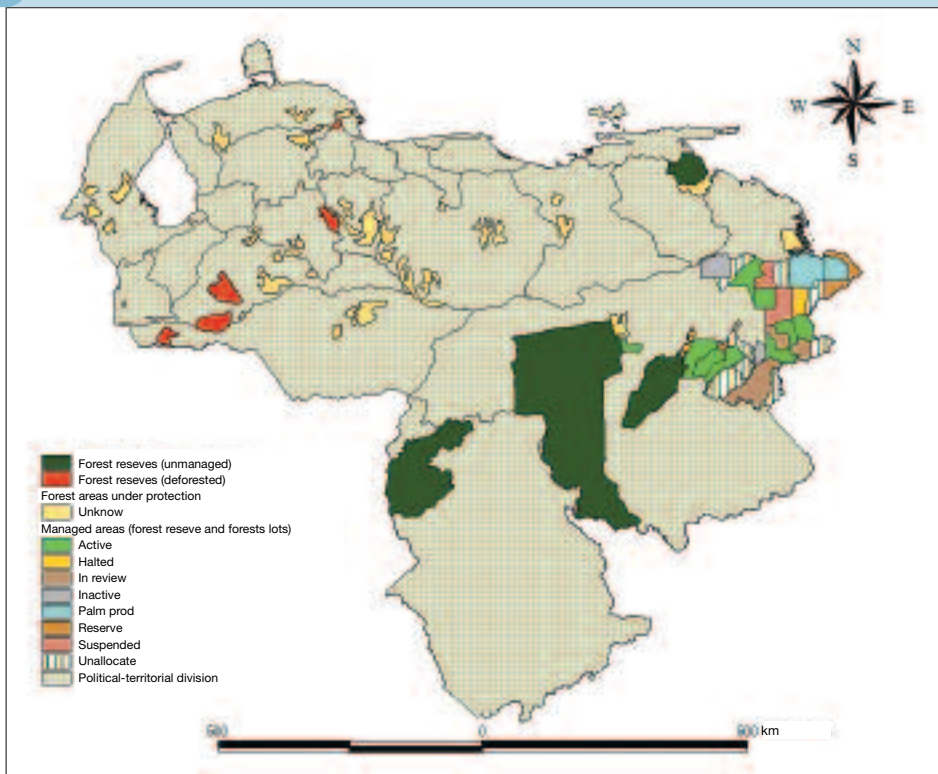 N
W E
S
Forest reseves (unmanaged)
Forest reseves (deforested)
Forest areas under protection
Unknow
Managed areas (forest reseve and forests lots)
Active
Halted
In review
Inactive
Palm prod
Reserve
Suspended
Unallocate
Political-territorial division
0 km